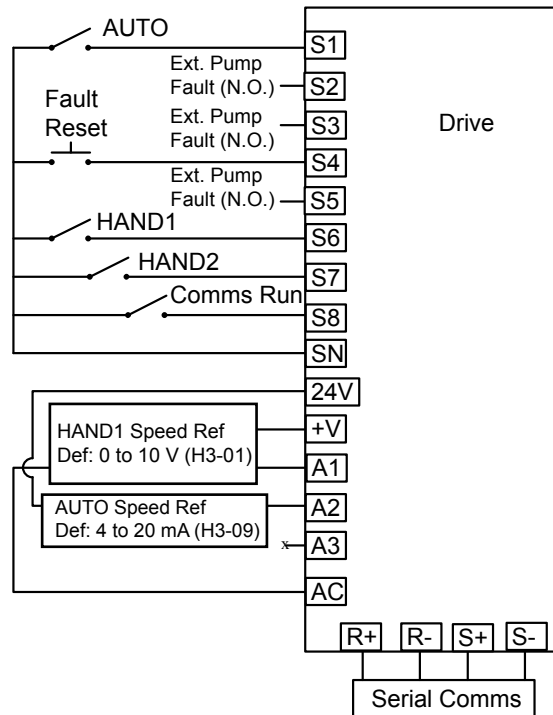 AUTO
S1
Ext. Pump
Fault (N.O.)
S2
Ext. Pump
Fault (N.O.)
S3
Drive
Fault
Reset
S4
Ext. Pump
Fault (N.O.)
S5
HAND1
S6
HAND2
S7
Comms Run
S8
SN
24V
HAND1 Speed Ref
Def: 0 to 10 V (H3-01)
+V
A1
AUTO Speed Ref
Def: 4 to 20 mA (H3-09)
A2
x
A3
AC
R+ R- S+ S-
Serial Comms